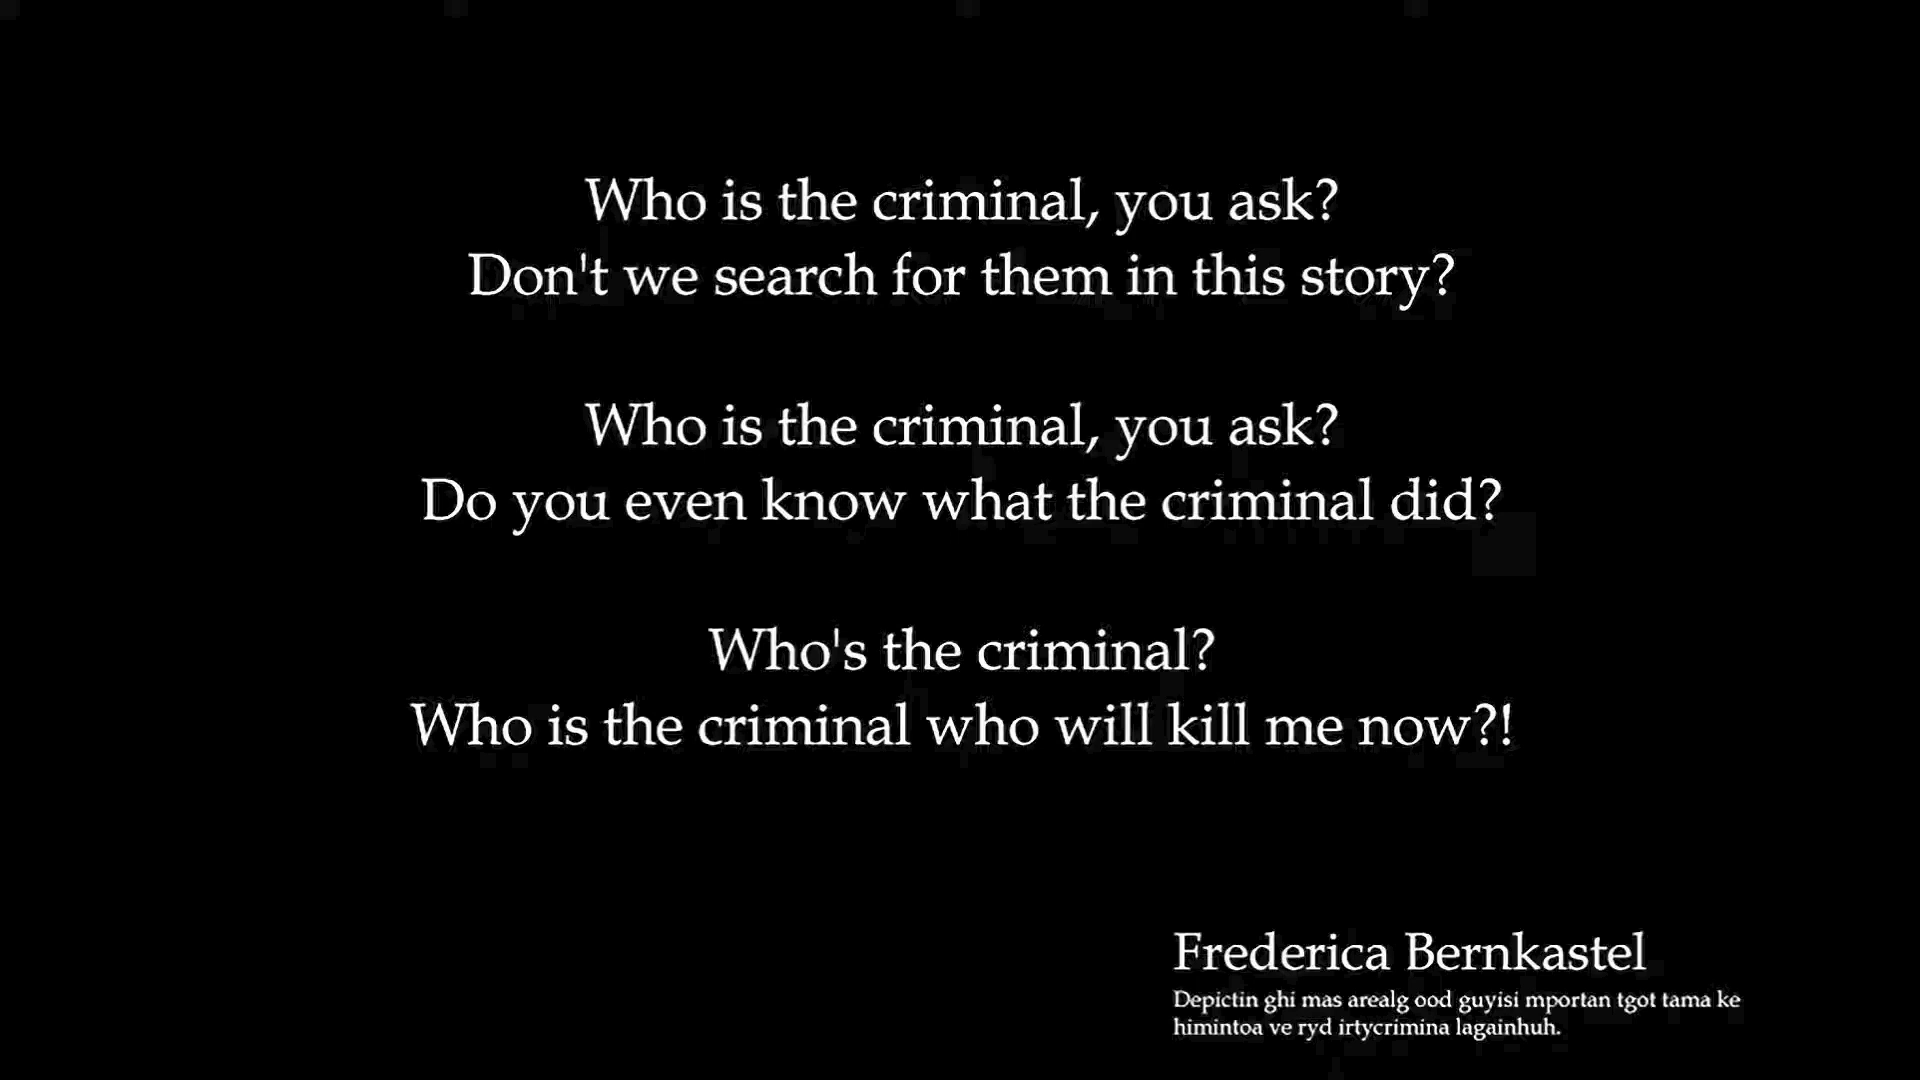 Who is the criminal, you ask?
Don't we search for them in this story?
Who is the criminal, you ask?
Do you even know what the criminal did?
Who's the criminal?
Who is the criminal who will kill me now?!
Frederica Bernkastel
Depictin ghi mas arealg ood guyisi mportan tgot tama ke
himintoa ve ryd irtycrimina lagainhuh.